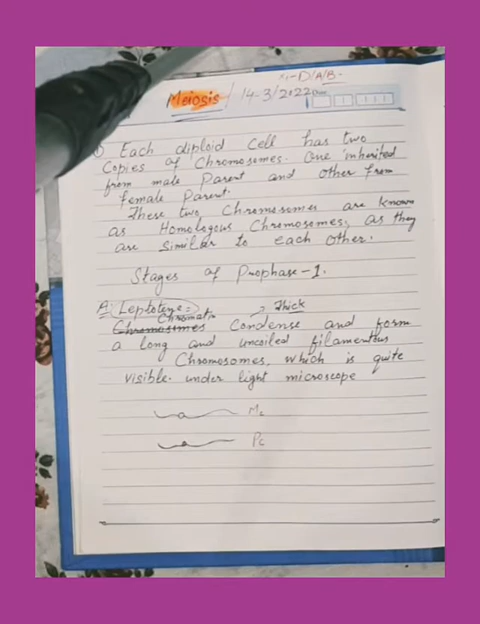 XI-D/A/B-
Meiosis 14-3/2022 Date
Each diploid Cell has two
Copies of Chromosomes. One inherited
from male Parent and other from
female Parent.
These two Chromosomes are known
as Homologous Chromosomes, as they
are similar to each other.
Stages of Prophase-1.
A. Leptotene:
Chromatin → Thick
Chromosomes Condense and form
a long and uncoiled filamentous
Chromosomes, which is quite
visible. under light microscope
Mc
Pc